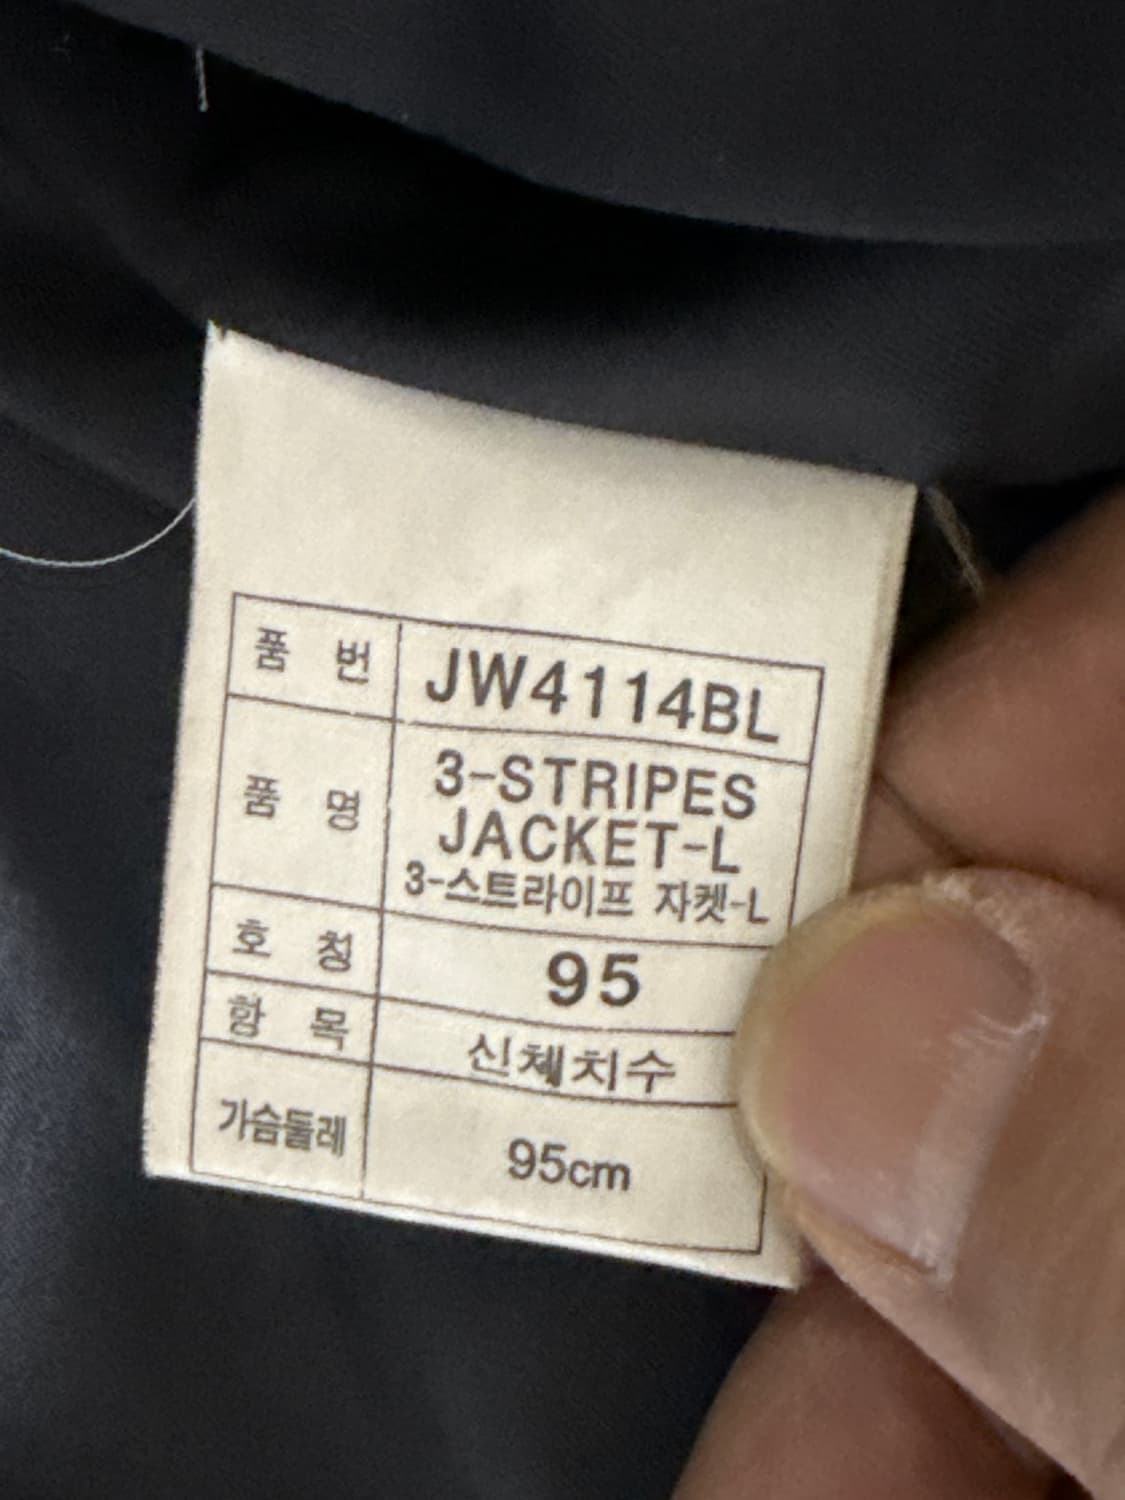 품 번 JW4114BL
품 명 3-STRIPES
JACKET-L
3-스트라이프 자켓-L
호 칭 95
항 목 신체치수
가슴둘레 95cm